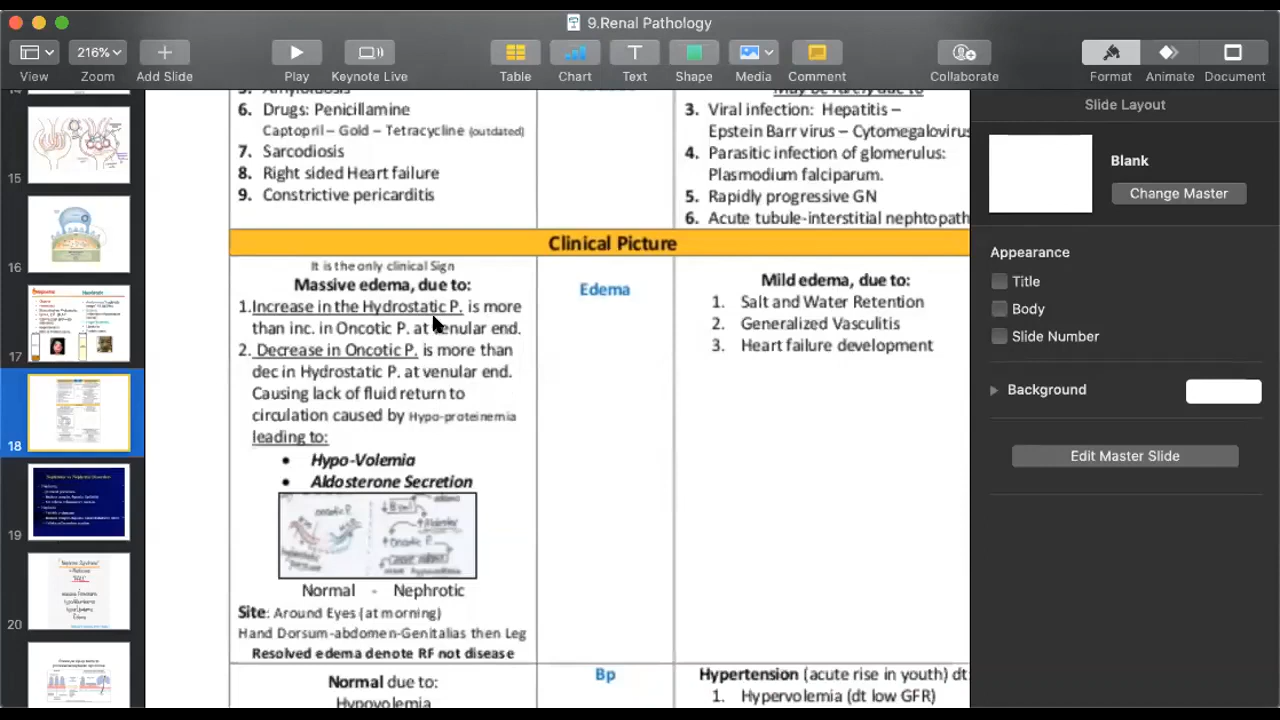 9.Renal Pathology
216%
View
Zoom
Add Slide
Play
Keynote Live
Table
Chart
Text
Shape
Media
Comment
Collaborate
Format
Animate
Document
15
16
17
18
19
20
6. Drugs: Penicillamine
Captopril – Gold – Tetracycline (outdated)
7. Sarcodiosis
8. Right sided Heart failure
9. Constrictive pericarditis
May be rarely due to
3. Viral infection: Hepatitis –
Epstein Barr virus – Cytomegalovirus
4. Parasitic infection of glomerulus:
Plasmodium falciparum.
5. Rapidly progressive GN
6. Acute tubule-interstitial nephropath
Clinical Picture
It is the only clinical Sign
Massive edema, due to:
1.Increase in the Hydrostatic P. is more
than inc. in Oncotic P. at venular end.
2. Decrease in Oncotic P. is more than
dec in Hydrostatic P. at venular end.
Causing lack of fluid return to
circulation caused by Hypo-proteinemia
leading to:
• Hypo-Volemia
• Aldosterone Secretion
oncotic P.
Normal - Nephrotic
Site: Around Eyes (at morning)
Hand Dorsum-abdomen-Genitalias then Leg
Resolved edema denote RF not disease
Edema
Mild edema, due to:
1. Salt and Water Retention
2. Generalized Vasculitis
3. Heart failure development
Normal due to:
Hypovolemia
Bp
Hypertension (acute rise in youth) dt:
1. Hypervolemia (dt low GFR)
Slide Layout
Blank
Change Master
Appearance
Title
Body
Slide Number
Background
Edit Master Slide